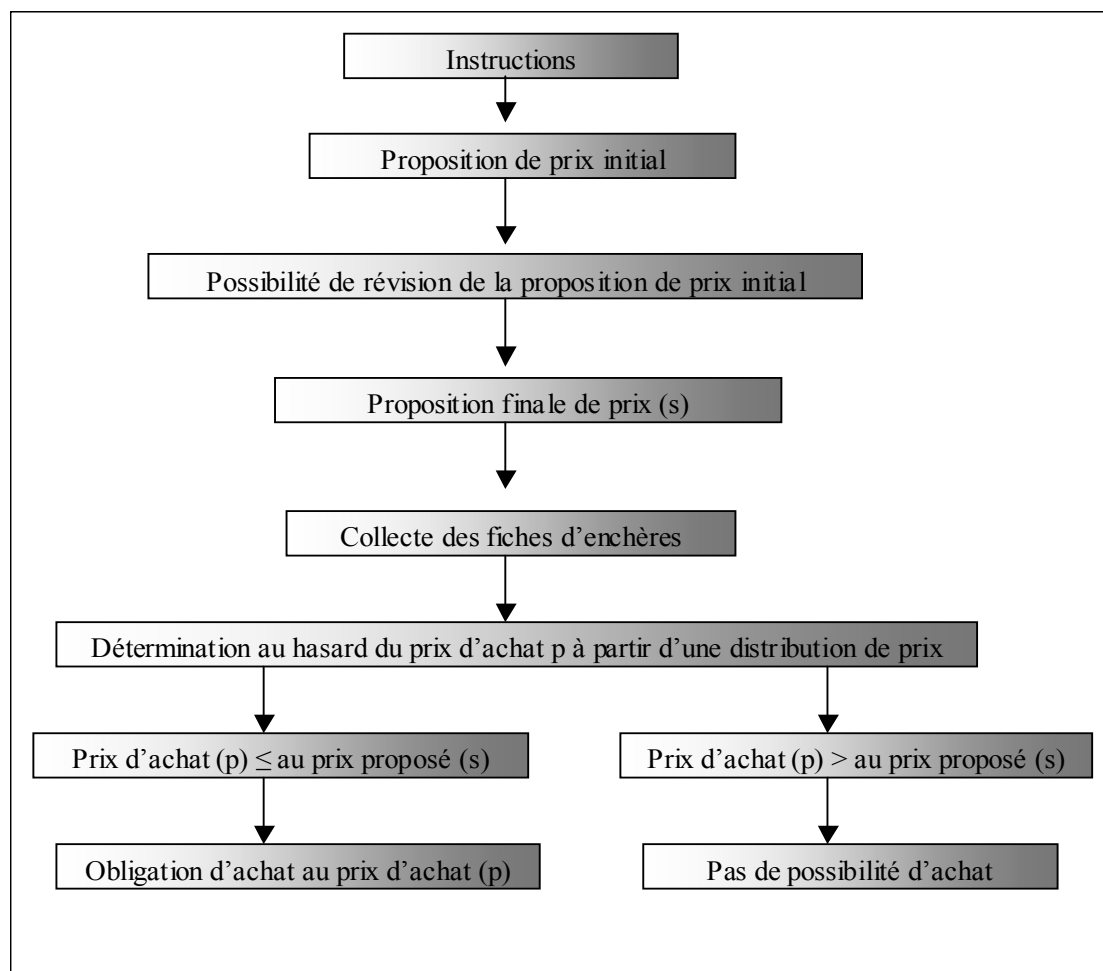 Instructions
Proposition de prix initial
Possibilité de révision de la proposition de prix initial
Proposition finale de prix (s)
Collecte des fiches d’enchères
Détermination au hasard du prix d’achat p à partir d’une distribution de prix
Prix d’achat (p) ≤ au prix proposé (s)
Prix d’achat (p) > au prix proposé (s)
Obligation d’achat au prix d’achat (p)
Pas de possibilité d’achat